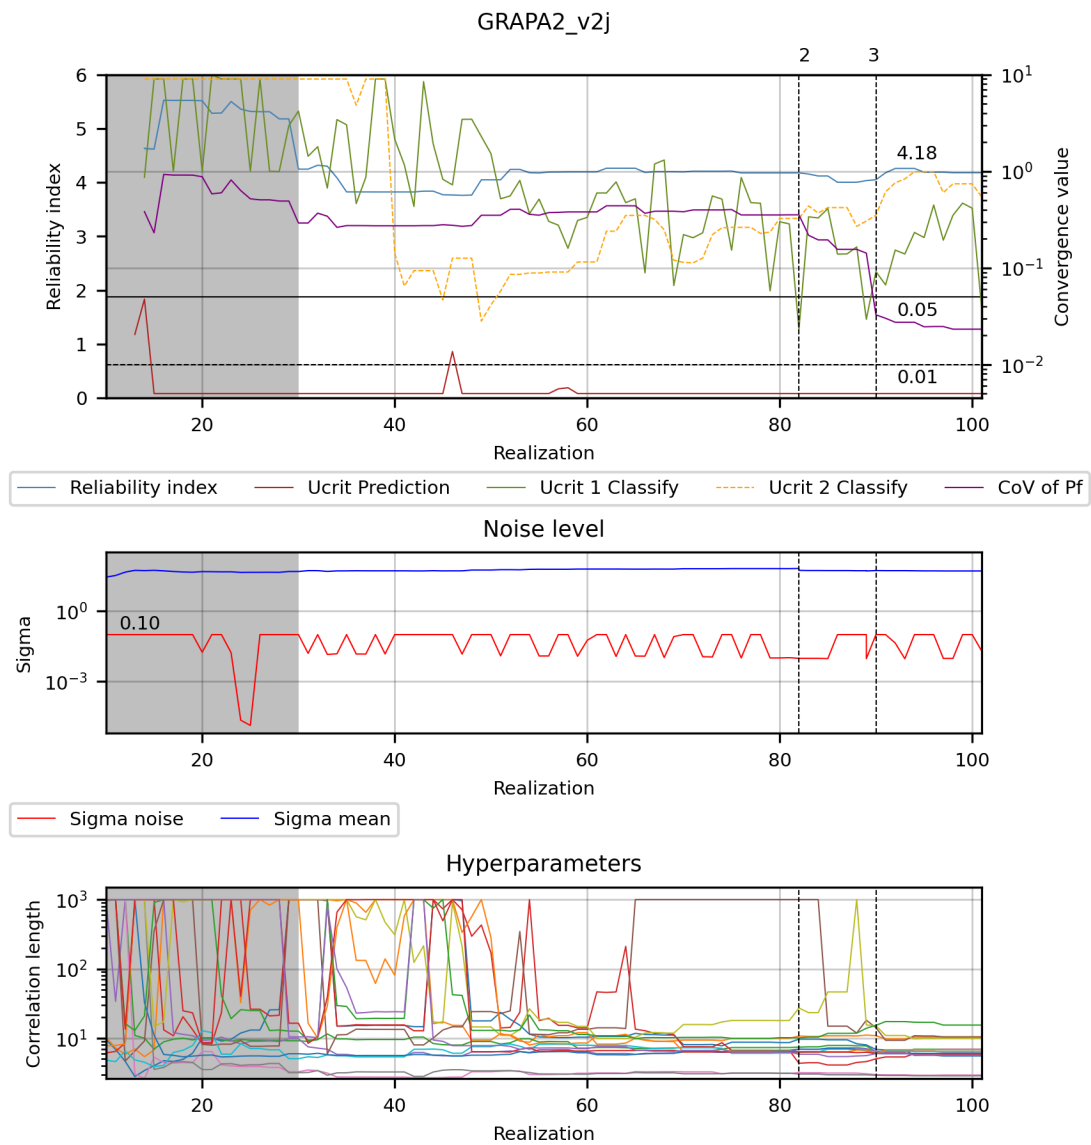 GRAPA2_v2j
2 3
6 10^1
5
4.18
4 10^0
3
10^-1
2
0.05
1
10^-2
0.01
0
Reliability index
Convergence value
20 40 60 80 100
Realization
Reliability index Ucrit Prediction Ucrit 1 Classify Ucrit 2 Classify CoV of Pf
Noise level
10^0
0.10
10^-3
Sigma
20 40 60 80 100
Realization
Sigma noise Sigma mean
Hyperparameters
10^3
10^2
10^1
Correlation length
20 40 60 80 100
Realization